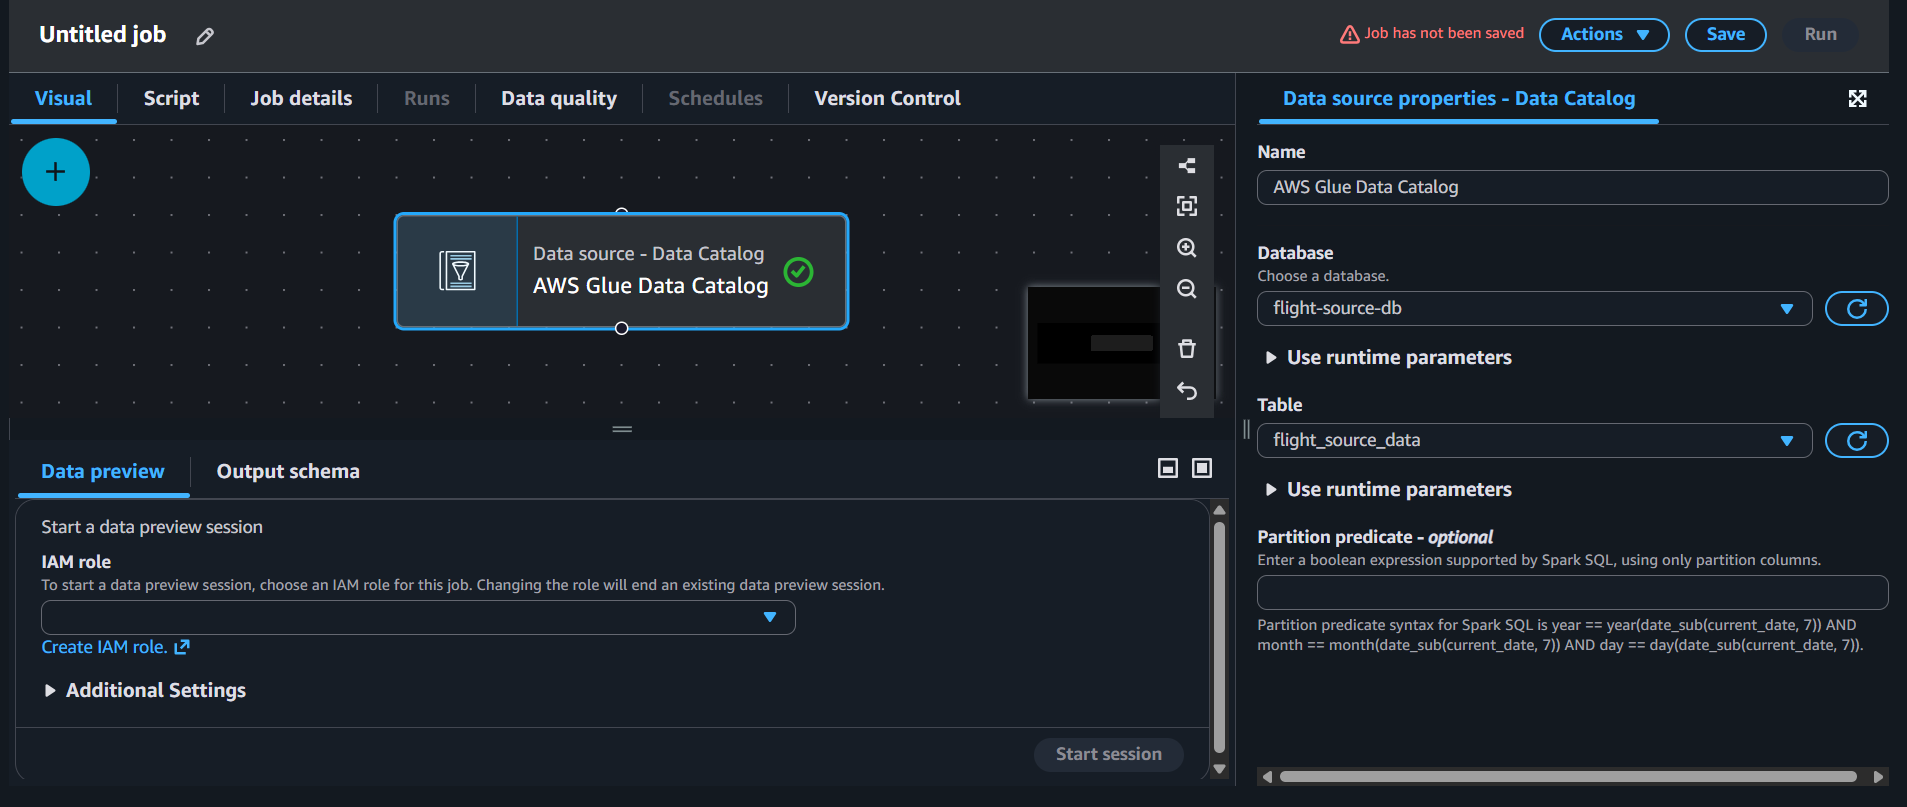 Untitled job
Job has not been saved
Actions
Save
Run
Visual
Script
Job details
Runs
Data quality
Schedules
Version Control
Data source - Data Catalog
AWS Glue Data Catalog
Data preview
Output schema
Start a data preview session
IAM role
To start a data preview session, choose an IAM role for this job. Changing the role will end an existing data preview session.
Create IAM role.
Additional Settings
Start session
Data source properties - Data Catalog
Name
AWS Glue Data Catalog
Database
Choose a database.
flight-source-db
Use runtime parameters
Table
flight_source_data
Use runtime parameters
Partition predicate - optional
Enter a boolean expression supported by Spark SQL, using only partition columns.
Partition predicate syntax for Spark SQL is year == year(date_sub(current_date, 7)) AND
month == month(date_sub(current_date, 7)) AND day == day(date_sub(current_date, 7)).